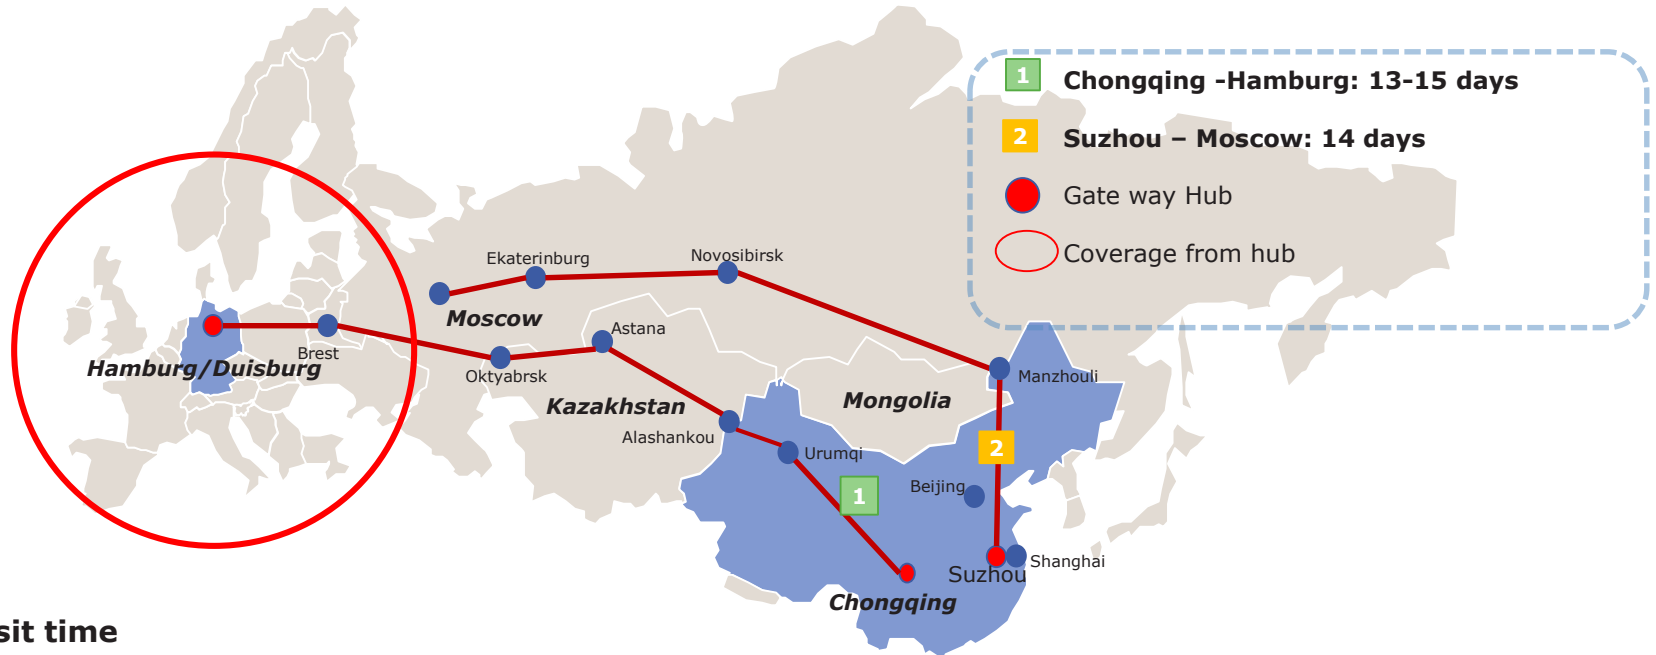 1 Chongqing -Hamburg: 13-15 days
2 Suzhou – Moscow: 14 days
Gate way Hub
Coverage from hub
Novosibirsk
Ekaterinburg
Moscow
Astana
Brest
Hamburg/Duisburg
Oktyabrsk
Manzhouli
Kazakhstan
Mongolia
Alashankou
2
Urumqi
Beijing
1
Shanghai
Suzhou
Chongqing
sit time